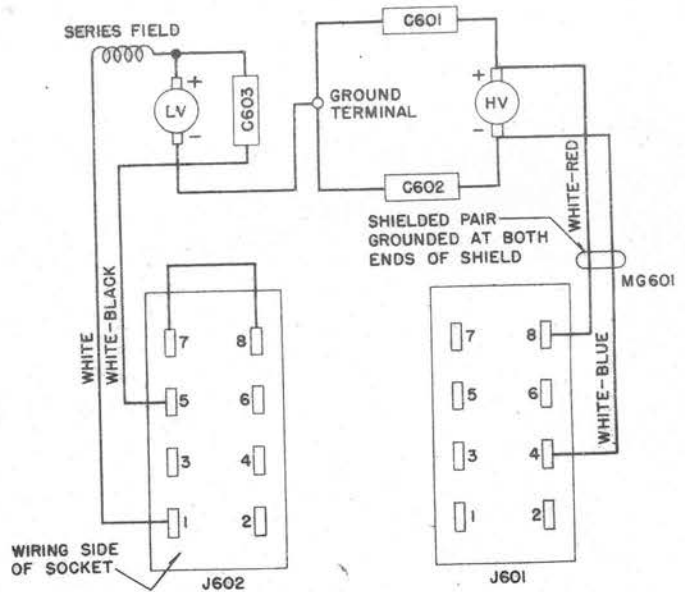 SERIES FIELD
+
LV
−
C603
GROUND
TERMINAL
C601
+
HV
−
C602
WHITE-RED
SHIELDED PAIR
GROUNDED AT BOTH
ENDS OF SHIELD
MG601
WHITE
WHITE-BLACK
WHITE-BLUE
7
8
5
6
3
4
1
2
WIRING SIDE
OF SOCKET
J602
7
8
5
6
3
4
1
2
J601